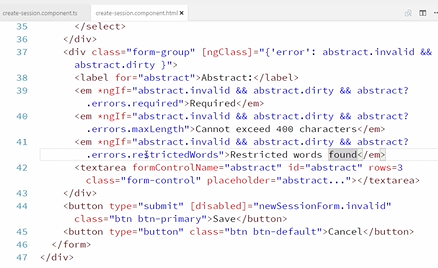 create-session.component.ts create-session.component.html ×
35 </select>
36 </div>
37 <div class="form-group" [ngClass]="{'error': abstract.invalid &&
abstract.dirty }">
38 <label for="abstract">Abstract:</label>
39 <em *ngIf="abstract.invalid && abstract.dirty && abstract?
.errors.required">Required</em>
40 <em *ngIf="abstract.invalid && abstract.dirty && abstract?
.errors.maxLength">Cannot exceed 400 characters</em>
41 <em *ngIf="abstract.invalid && abstract.dirty && abstract?
.errors.restrictedWords">Restricted words found</em>
42 <textarea formControlName="abstract" id="abstract" rows=3
class="form-control" placeholder="abstract..."></textarea>
43 </div>
44 <button type="submit" [disabled]="newSessionForm.invalid"
class="btn btn-primary">Save</button>
45 <button type="button" class="btn btn-default">Cancel</button>
46 </form>
47 </div>